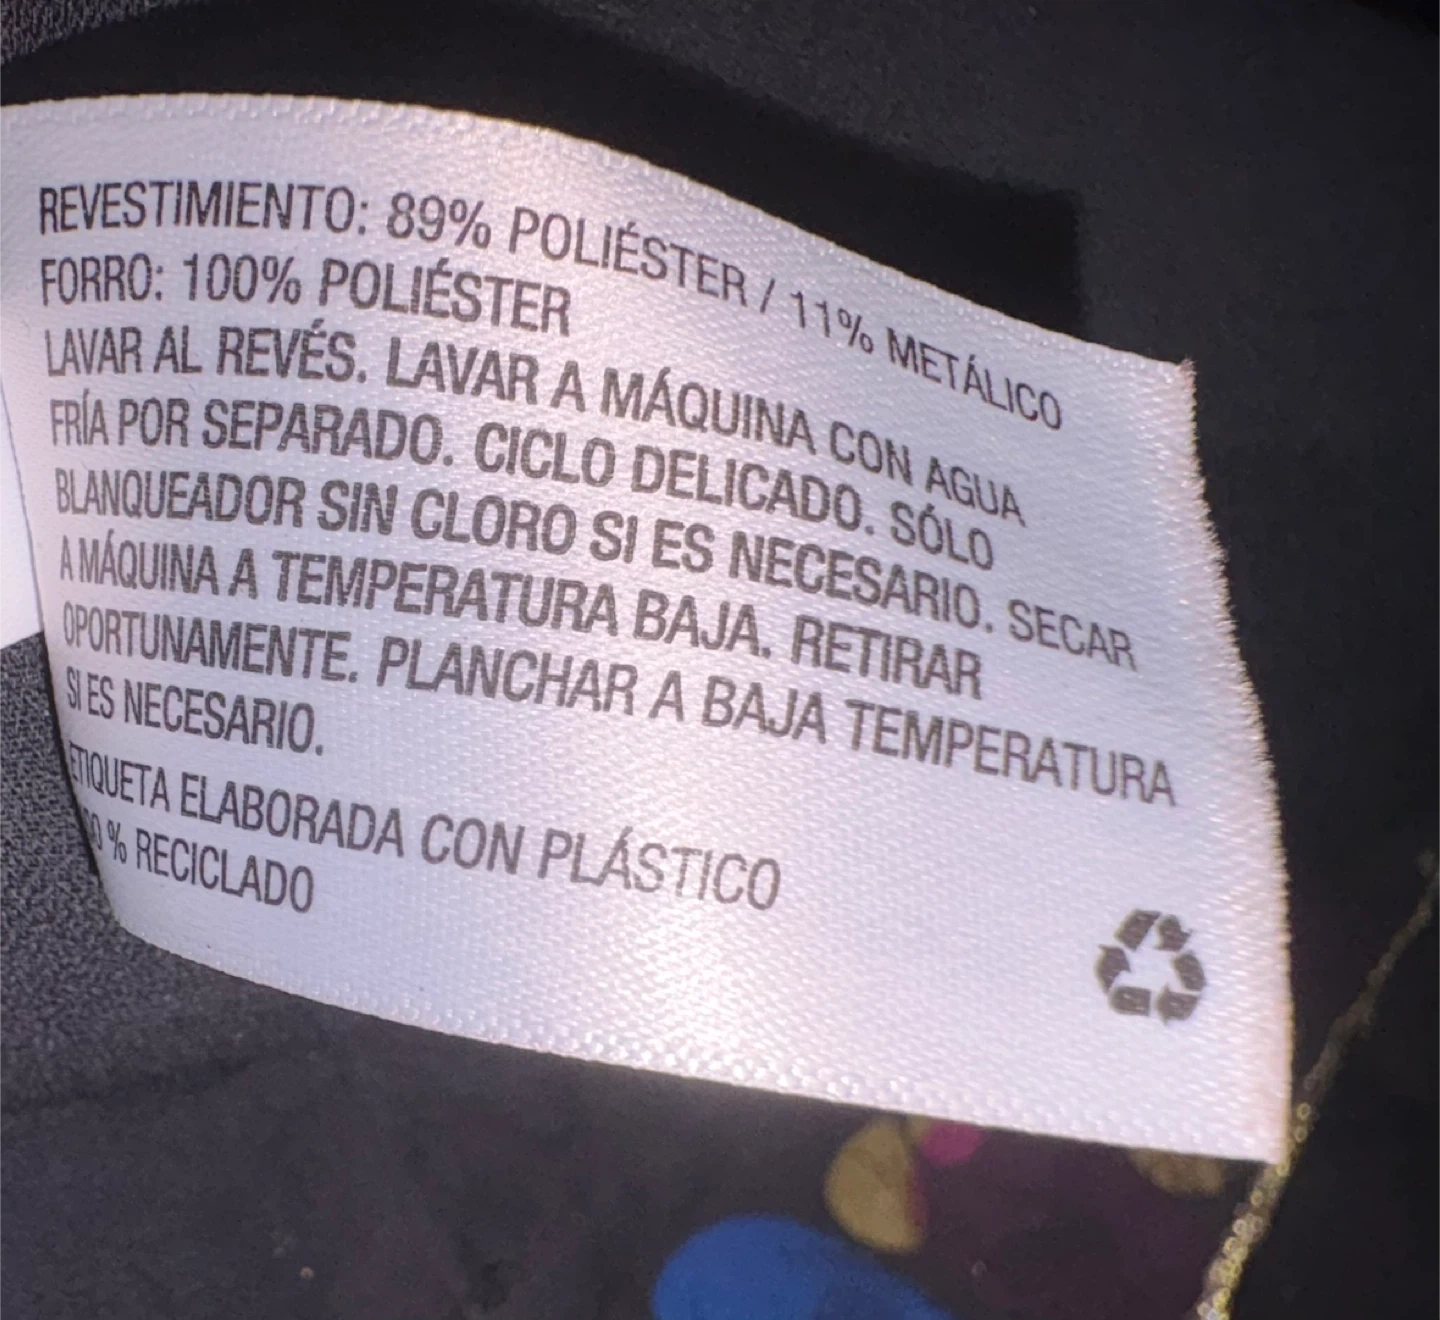 REVESTIMIENTO: 89% POLIÉSTER / 11% METÁLICO
FORRO: 100% POLIÉSTER
LAVAR AL REVÉS. LAVAR A MÁQUINA CON AGUA
FRÍA POR SEPARADO. CICLO DELICADO. SÓLO
BLANQUEADOR SIN CLORO SI ES NECESARIO. SECAR
A MÁQUINA A TEMPERATURA BAJA. RETIRAR
OPORTUNAMENTE. PLANCHAR A BAJA TEMPERATURA
SI ES NECESARIO.
ETIQUETA ELABORADA CON PLÁSTICO
% RECICLADO